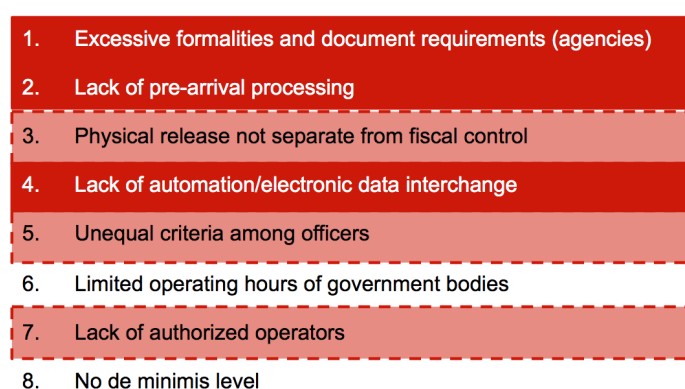 1. Excessive formalities and document requirements (agencies)
2. Lack of pre-arrival processing
3. Physical release not separate from fiscal control
4. Lack of automation/electronic data interchange
5. Unequal criteria among officers
6. Limited operating hours of government bodies
7. Lack of authorized operators
8. No de minimis level